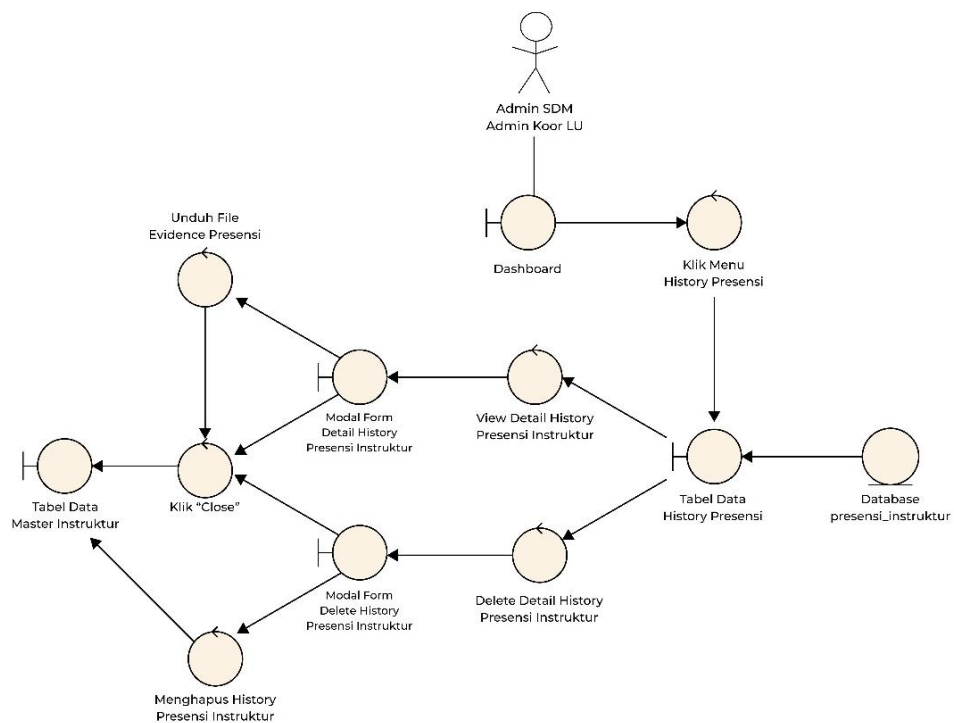 Admin SDM
Admin Koor LU
Unduh File
Evidence Presensi
Dashboard
Klik Menu
History Presensi
Modal Form
Detail History
Presensi Instruktur
View Detail History
Presensi Instruktur
Tabel Data
Master Instruktur
Klik “Close”
Tabel Data
History Presensi
Database
presensi_instruktur
Modal Form
Delete History
Presensi Instruktur
Delete Detail History
Presensi Instruktur
Menghapus History
Presensi Instruktur